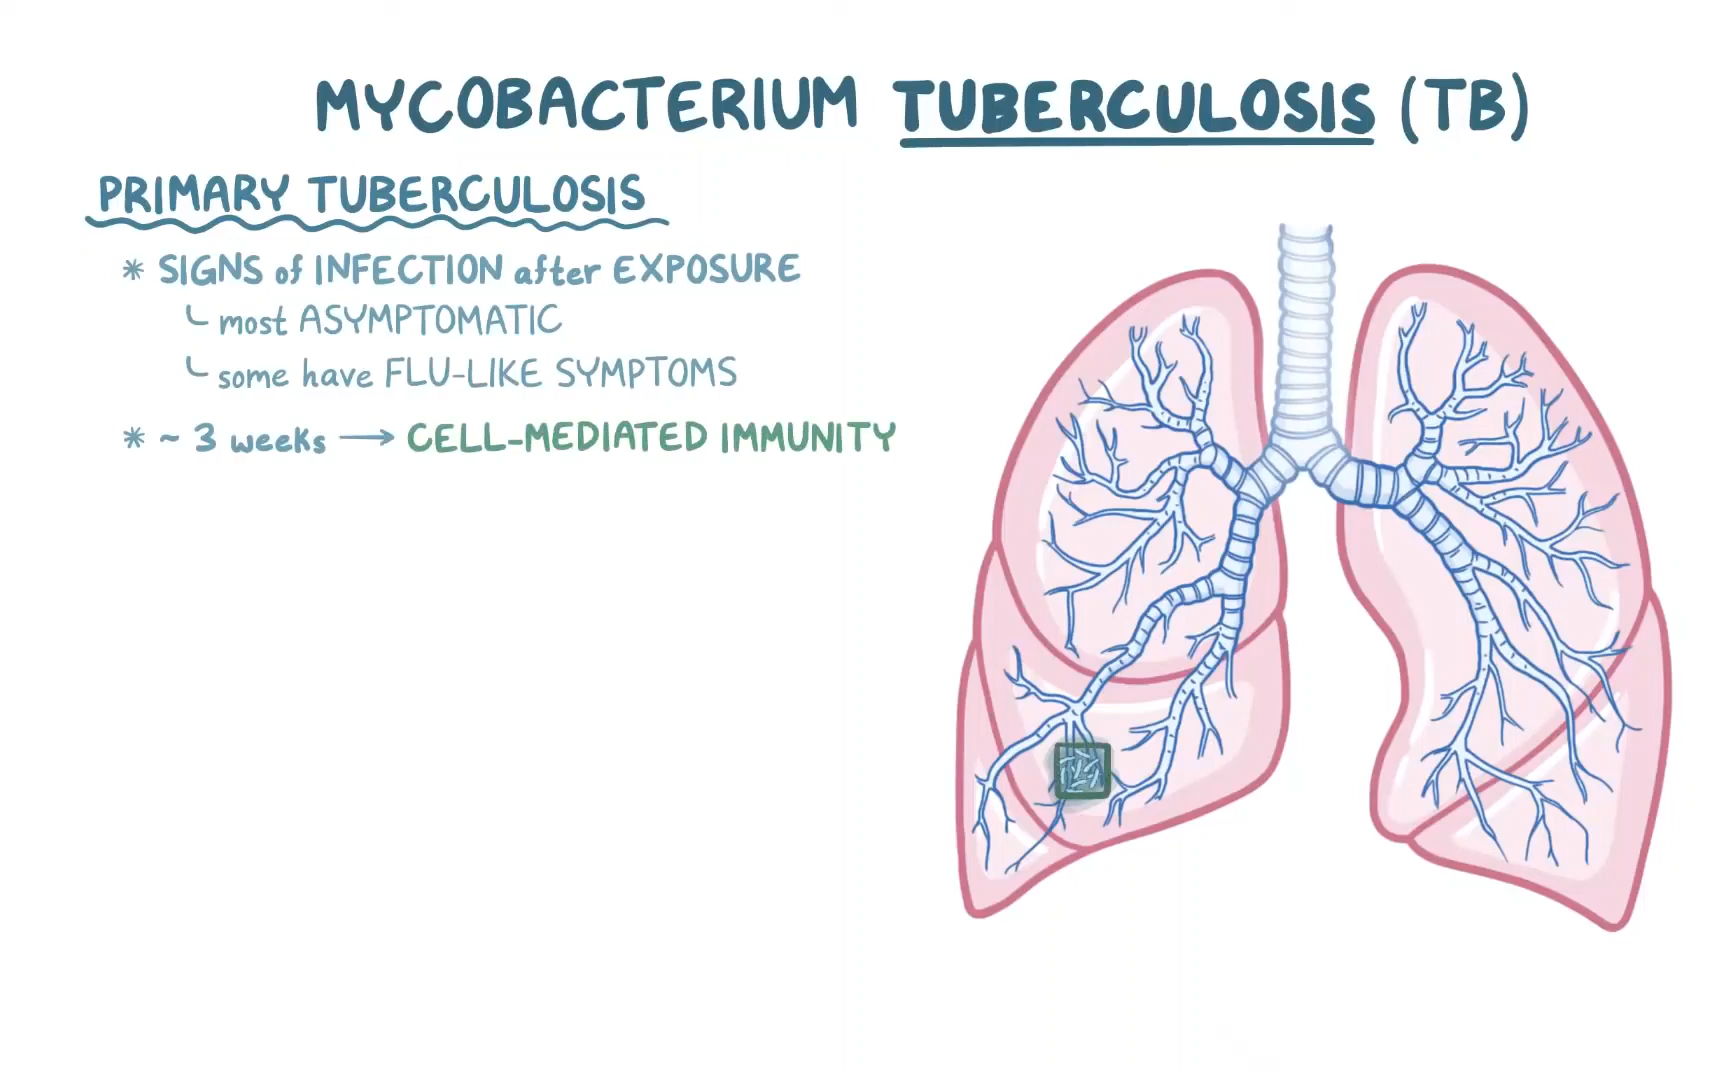 MYCOBACTERIUM TUBERCULOSIS (TB)
PRIMARY TUBERCULOSIS
* SIGNS of INFECTION after EXPOSURE
└ most ASYMPTOMATIC
└ some have FLU-LIKE SYMPTOMS
* ~ 3 weeks → CELL-MEDIATED IMMUNITY